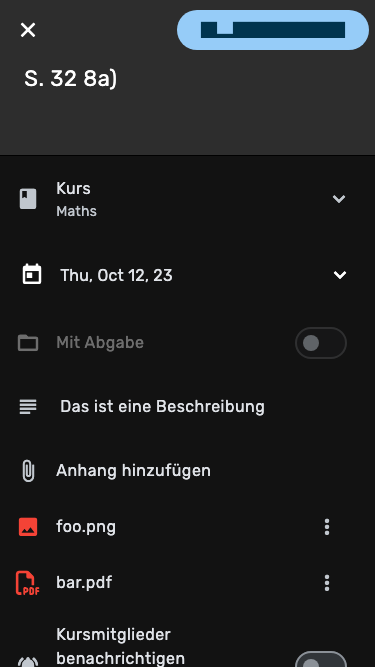 S. 32 8a)
Kurs
Maths
Thu, Oct 12, 23
Mit Abgabe
Das ist eine Beschreibung
Anhang hinzufügen
foo.png
PDF
bar.pdf
Kursmitglieder
benachrichtigen